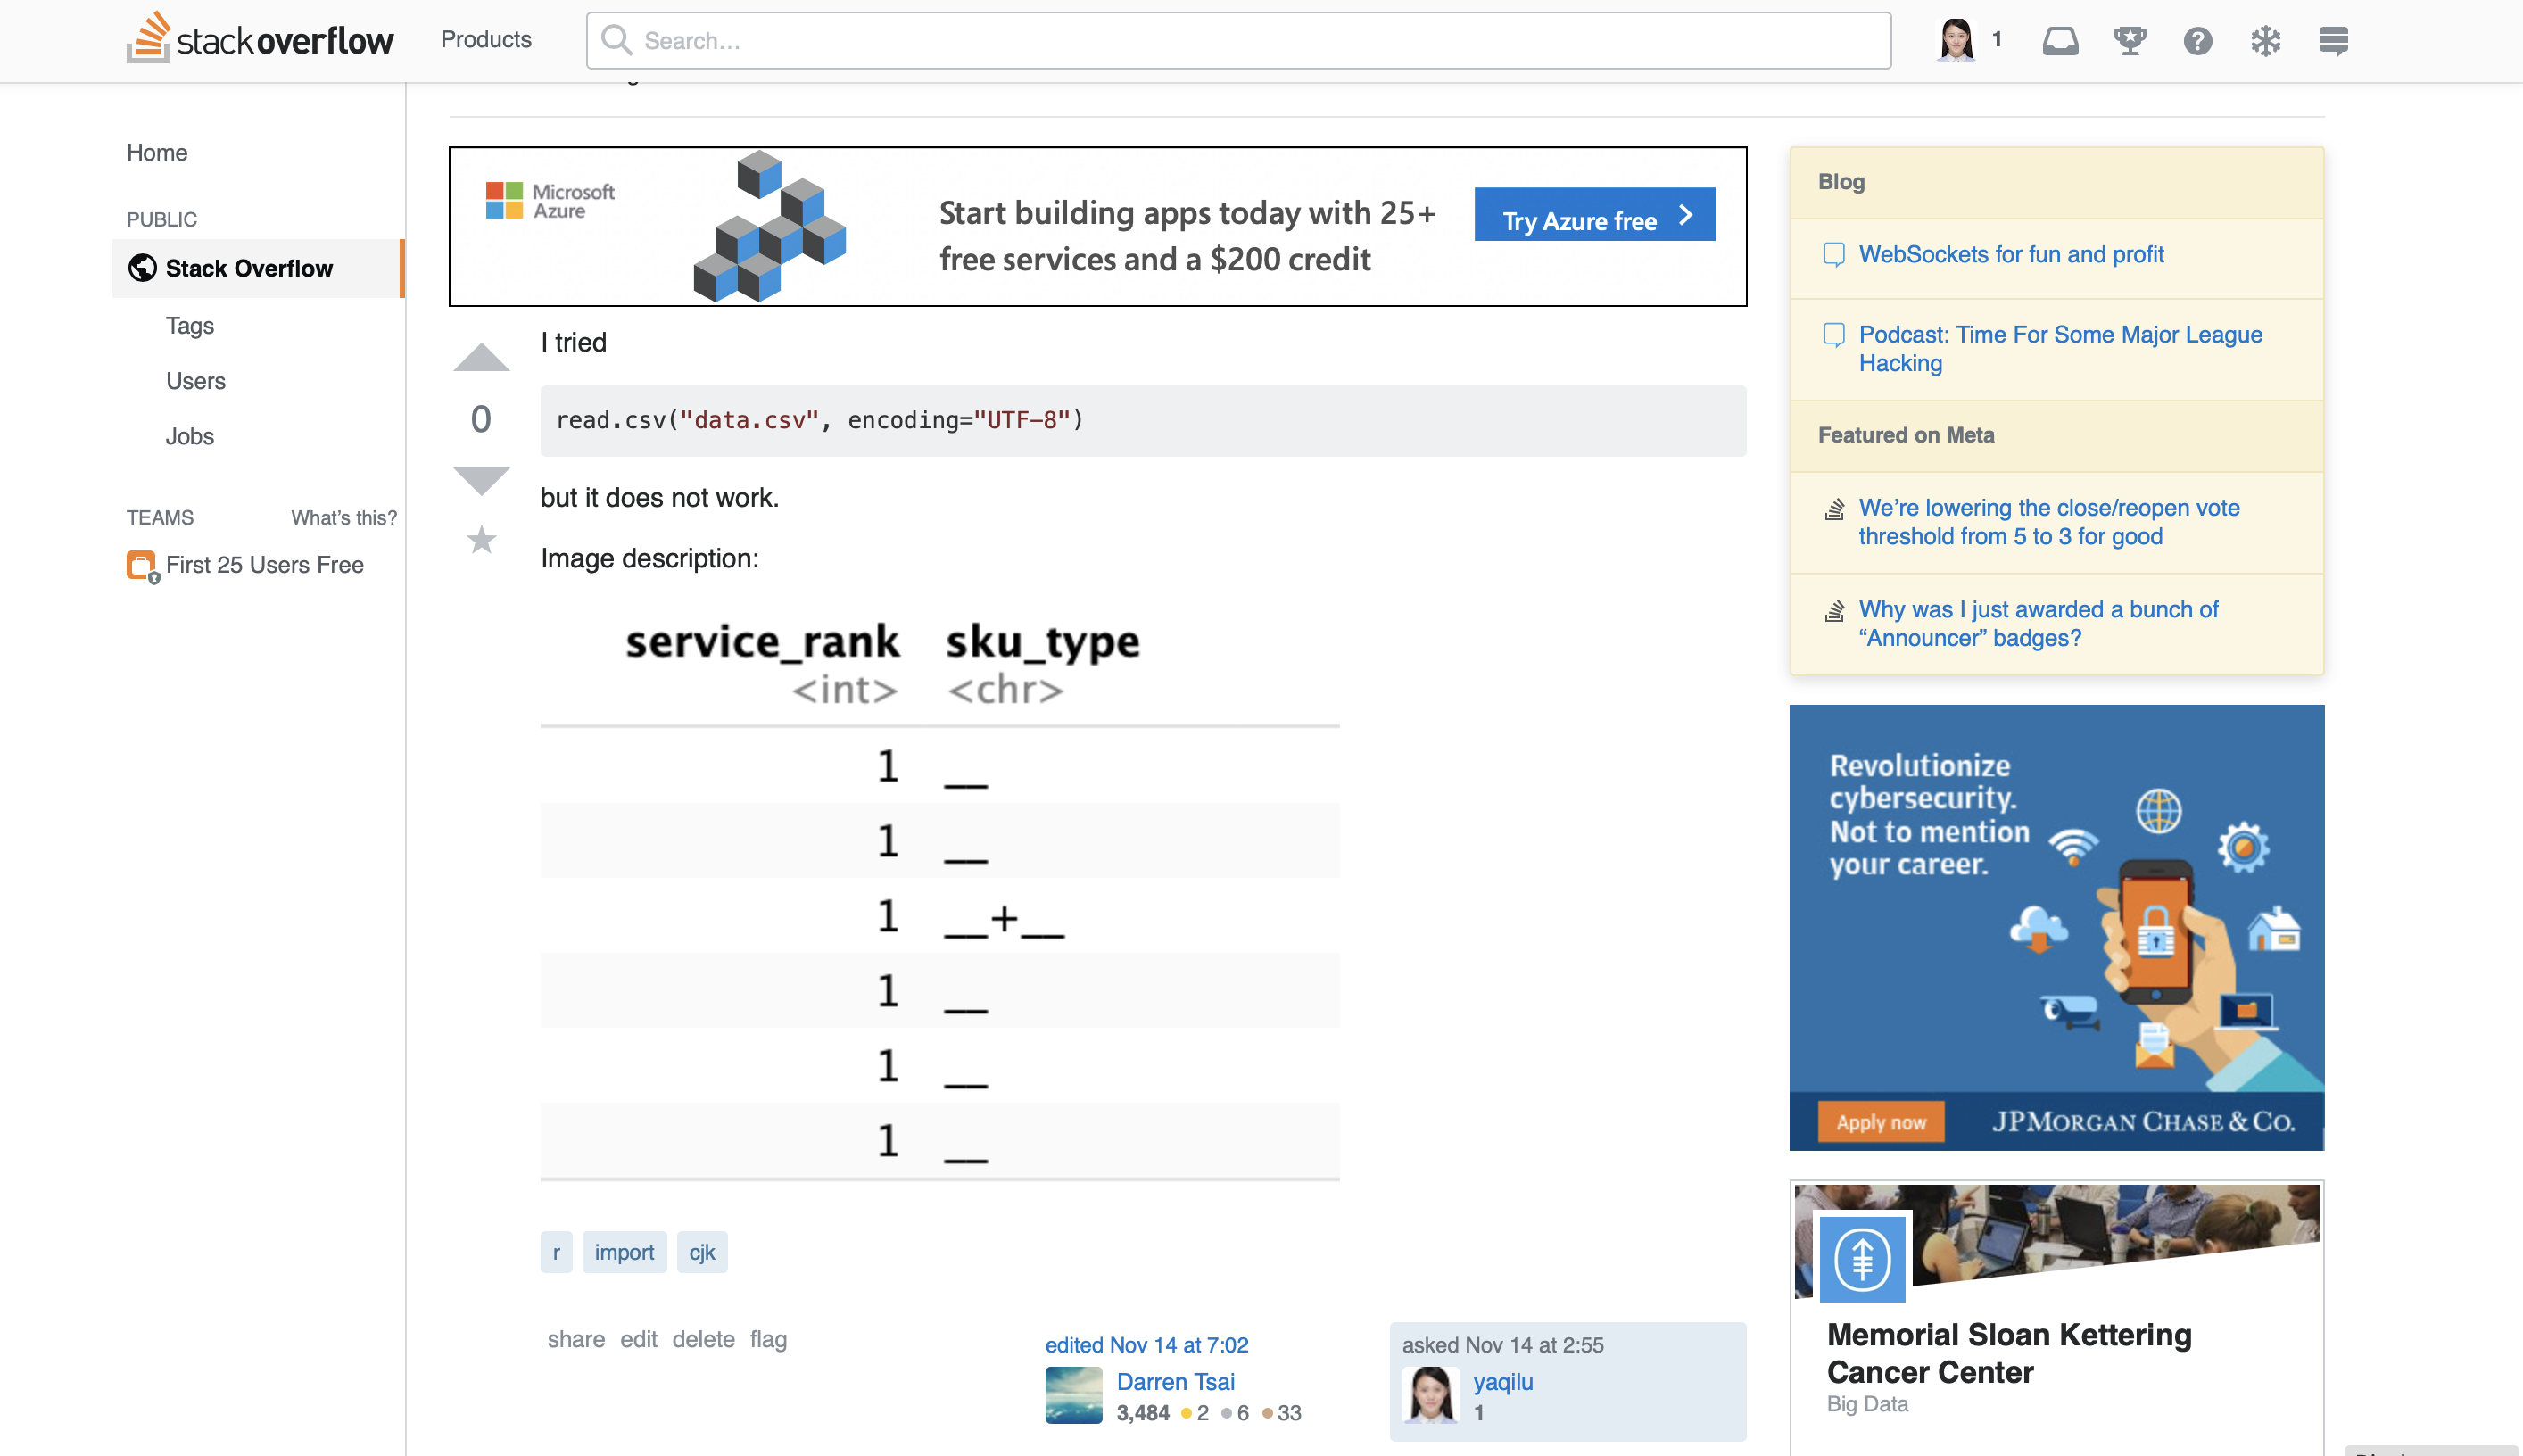 stackoverflow
Products
Search…
1
Home
PUBLIC
Stack Overflow
Tags
Users
Jobs
TEAMS What's this?
First 25 Users Free
Microsoft
Azure
Start building apps today with 25+
free services and a $200 credit
Try Azure free
0
I tried
read.csv("data.csv", encoding="UTF-8")
but it does not work.
Image description:
service_rank sku_type
<int> <chr>
1 __
1 __
1 __+__
1 __
1 __
1 __
r import cjk
share edit delete flag
edited Nov 14 at 7:02
Darren Tsai
3,484 2 6 33
asked Nov 14 at 2:55
yaqilu
1
Blog
WebSockets for fun and profit
Podcast: Time For Some Major League
Hacking
Featured on Meta
We’re lowering the close/reopen vote
threshold from 5 to 3 for good
Why was I just awarded a bunch of
“Announcer” badges?
Revolutionize
cybersecurity.
Not to mention
your career.
Apply now
JPMORGAN CHASE & CO.
Memorial Sloan Kettering
Cancer Center
Big Data